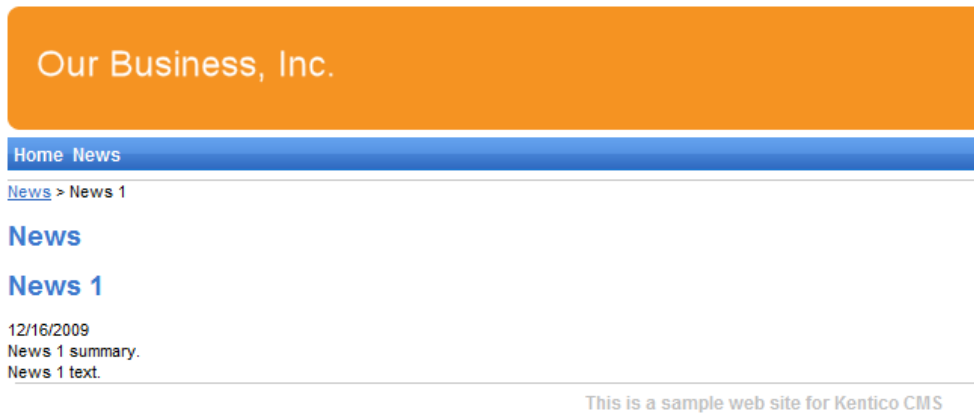 Our Business, Inc.
Home News
News > News 1
News
News 1
12/16/2009
News 1 summary.
News 1 text.
This is a sample web site for Kentico CMS